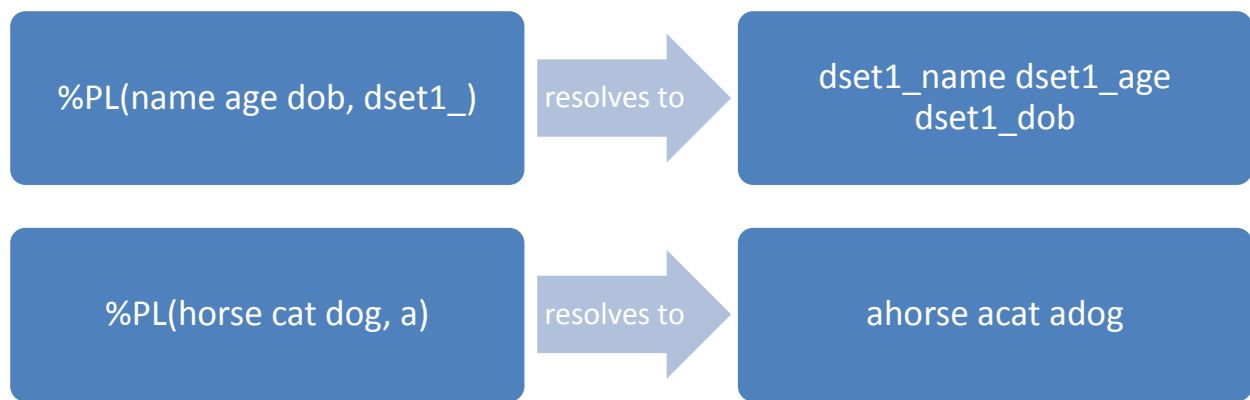 %PL(name age dob, dset1_)
resolves to
dset1_name dset1_age
dset1_dob
%PL(horse cat dog, a)
resolves to
ahorse acat adog